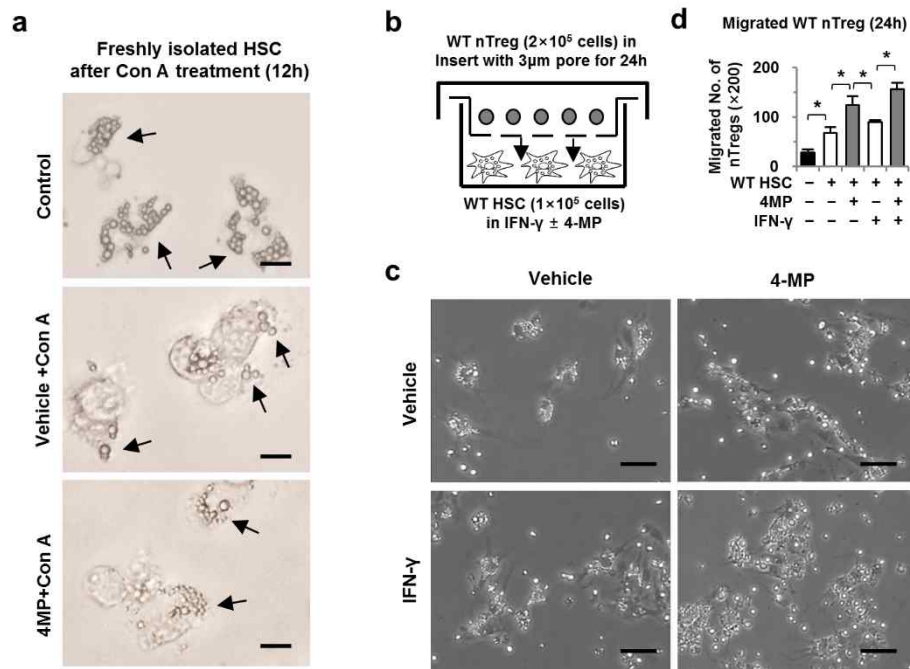 a
Freshly isolated HSC
after Con A treatment (12h)
Control
Vehicle +Con A
4MP+Con A
b
WT nTreg (2×10⁵ cells) in
Insert with 3µm pore for 24h
WT HSC (1×10⁵ cells)
in IFN-γ ± 4-MP
d
Migrated WT nTreg (24h)
Migrated No. of
nTregs (×200)
200
100
0
* * * *
WT HSC − + + + +
4MP − − + − +
IFN-γ − − − + +
c
Vehicle 4-MP
Vehicle
IFN-γ